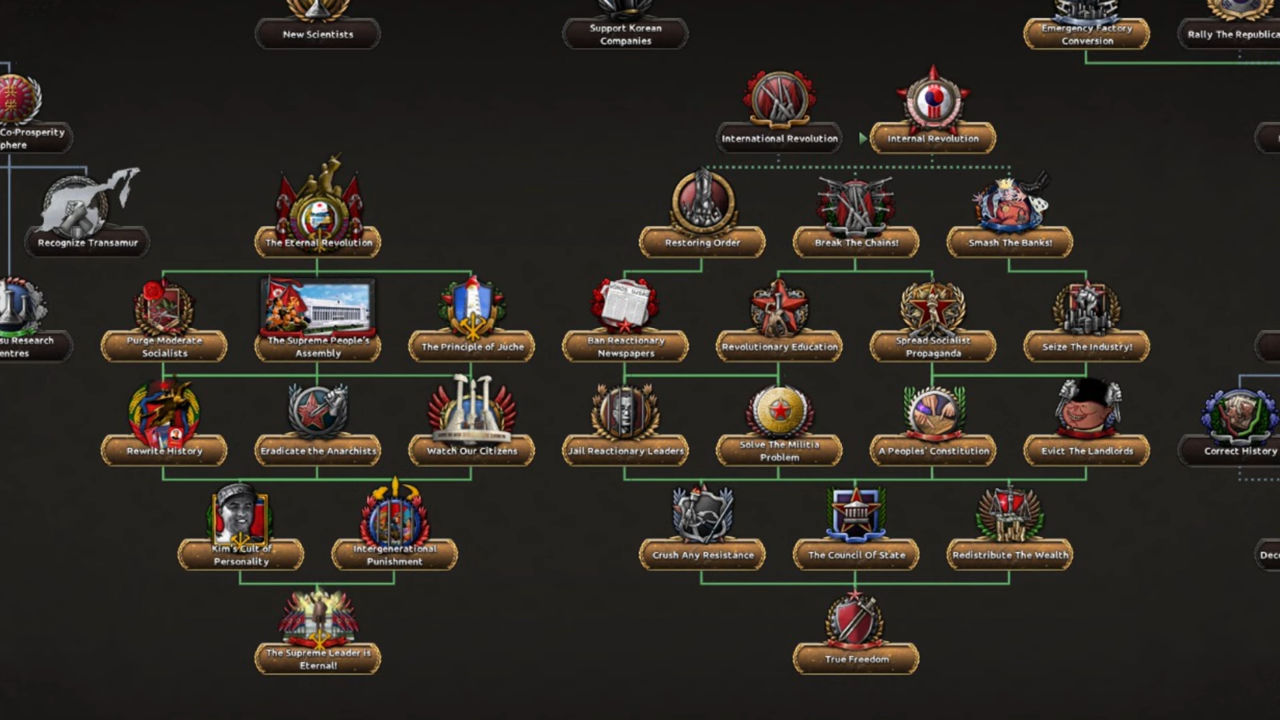 New Scientists
Support Korean
Companies
Emergency Factory
Conversion
Rally The Republica
Co-Prosperity
phere
International Revolution
Internal Revolution
Recognize Transamur
The Eternal Revolution
Restoring Order
Break The Chains!
Smash The Banks!
su Research
entres
Purge Moderate
Socialists
The Supreme People's
Assembly
The Principle of Juche
Ban Reactionary
Newspapers
Revolutionary Education
Spread Socialist
Propaganda
Seize The Industry!
Rewrite History
Eradicate the Anarchists
Watch Our Citizens
Jail Reactionary Leaders
Solve The Militia
Problem
A Peoples' Constitution
Evict The Landlords
Correct History
Kim's Cult of
Personality
Intergenerational
Punishment
Crush Any Resistance
The Council Of State
Redistribute The Wealth
Dec
The Supreme Leader is
Eternal!
True Freedom